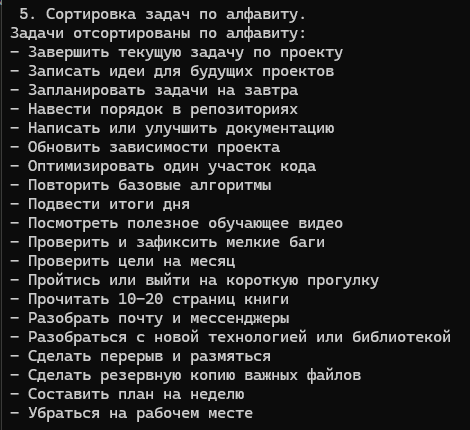 5. Сортировка задач по алфавиту.
Задачи отсортированы по алфавиту:
- Завершить текущую задачу по проекту
- Записать идеи для будущих проектов
- Запланировать задачи на завтра
- Навести порядок в репозиториях
- Написать или улучшить документацию
- Обновить зависимости проекта
- Оптимизировать один участок кода
- Повторить базовые алгоритмы
- Подвести итоги дня
- Посмотреть полезное обучающее видео
- Проверить и зафиксить мелкие баги
- Проверить цели на месяц
- Пройтись или выйти на короткую прогулку
- Прочитать 10–20 страниц книги
- Разобрать почту и мессенджеры
- Разобраться с новой технологией или библиотекой
- Сделать перерыв и размяться
- Сделать резервную копию важных файлов
- Составить план на неделю
- Убраться на рабочем месте